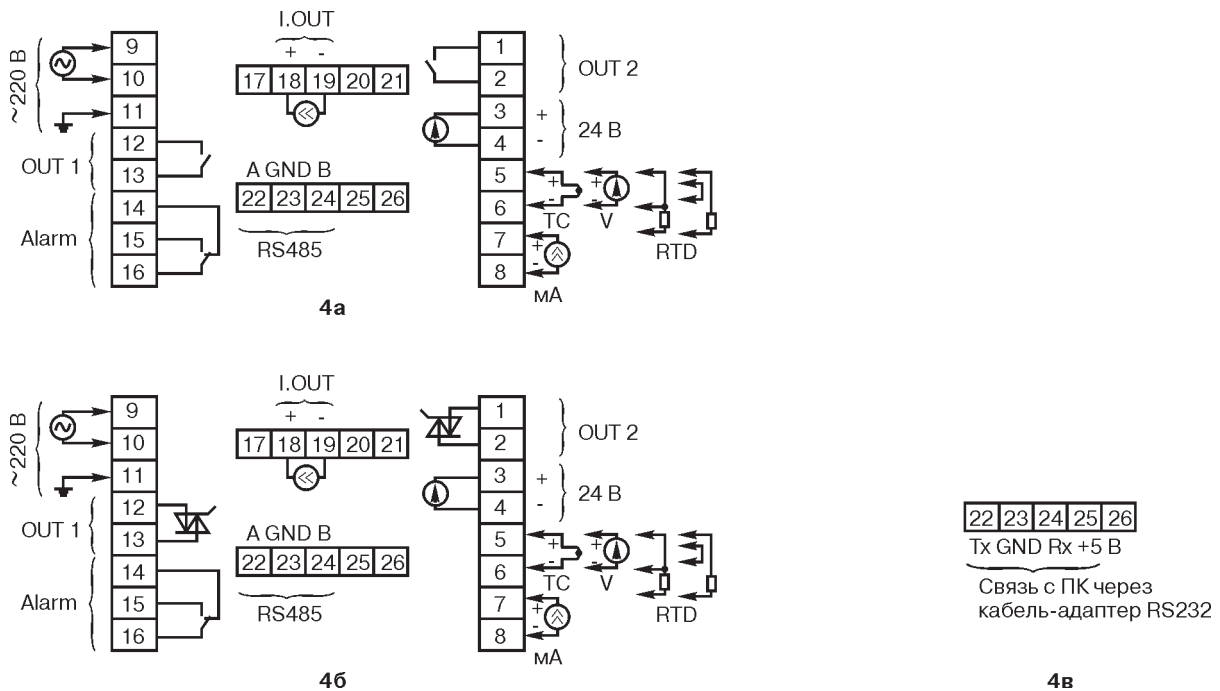 I.OUT
+ -
17 18 19 20 21
~220 В
9
10
11
12
13
14
15
16
OUT 1
Alarm
A GND B
22 23 24 25 26
RS485
1
2
3
4
5
6
7
8
OUT 2
+
-
24 В
+
-
TC
+
-
V
RTD
+
-
мА
4а
I.OUT
+ -
17 18 19 20 21
~220 В
9
10
11
12
13
14
15
16
OUT 1
Alarm
A GND B
22 23 24 25 26
RS485
1
2
3
4
5
6
7
8
OUT 2
+
-
24 В
+
-
TC
+
-
V
RTD
+
-
мА
4б
22 23 24 25 26
Tx GND Rx +5 В
Связь с ПК через
кабель-адаптер RS232
4в